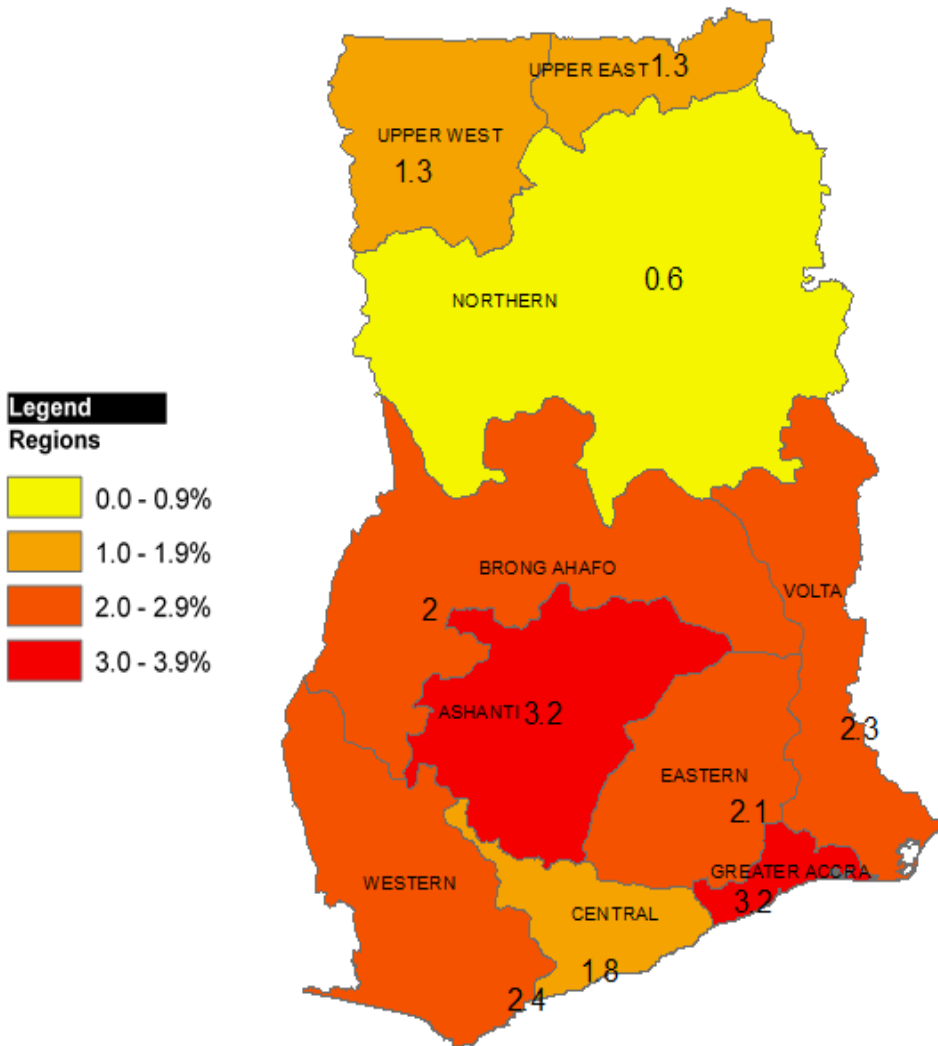 UPPER EAST 1.3
UPPER WEST
1.3
0.6
NORTHERN
Legend
Regions
0.0 - 0.9%
1.0 - 1.9%
2.0 - 2.9%
3.0 - 3.9%
BRONG AHAFO
2
VOLTA
ASHANTI 3.2
2.3
EASTERN
2.1
GREATER ACCRA
3.2
WESTERN
CENTRAL
1.8
2.4